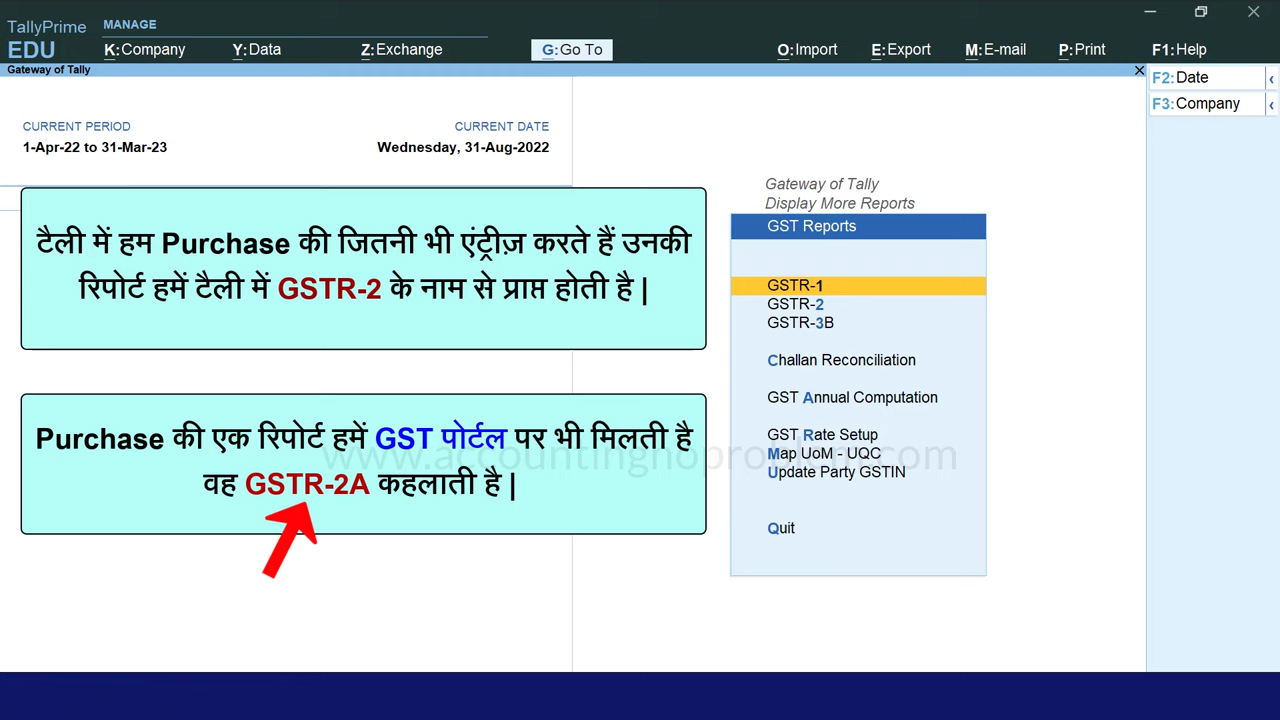 TallyPrime
EDU
MANAGE
K:Company Y:Data Z:Exchange G:Go To O:Import E:Export M:E-mail P:Print F1:Help
Gateway of Tally
F2:Date
F3:Company
CURRENT PERIOD
1-Apr-22 to 31-Mar-23
CURRENT DATE
Wednesday, 31-Aug-2022
टैली में हम Purchase की जितनी भी एंट्रीज़ करते हैं उनकी
रिपोर्ट हमें टैली में GSTR-2 के नाम से प्राप्त होती है |
Purchase की एक रिपोर्ट हमें GST पोर्टल पर भी मिलती है
वह GSTR-2A कहलाती है |
Gateway of Tally
Display More Reports
GST Reports
GSTR-1
GSTR-2
GSTR-3B
Challan Reconciliation
GST Annual Computation
GST Rate Setup
Map UoM - UQC
Update Party GSTIN
Quit